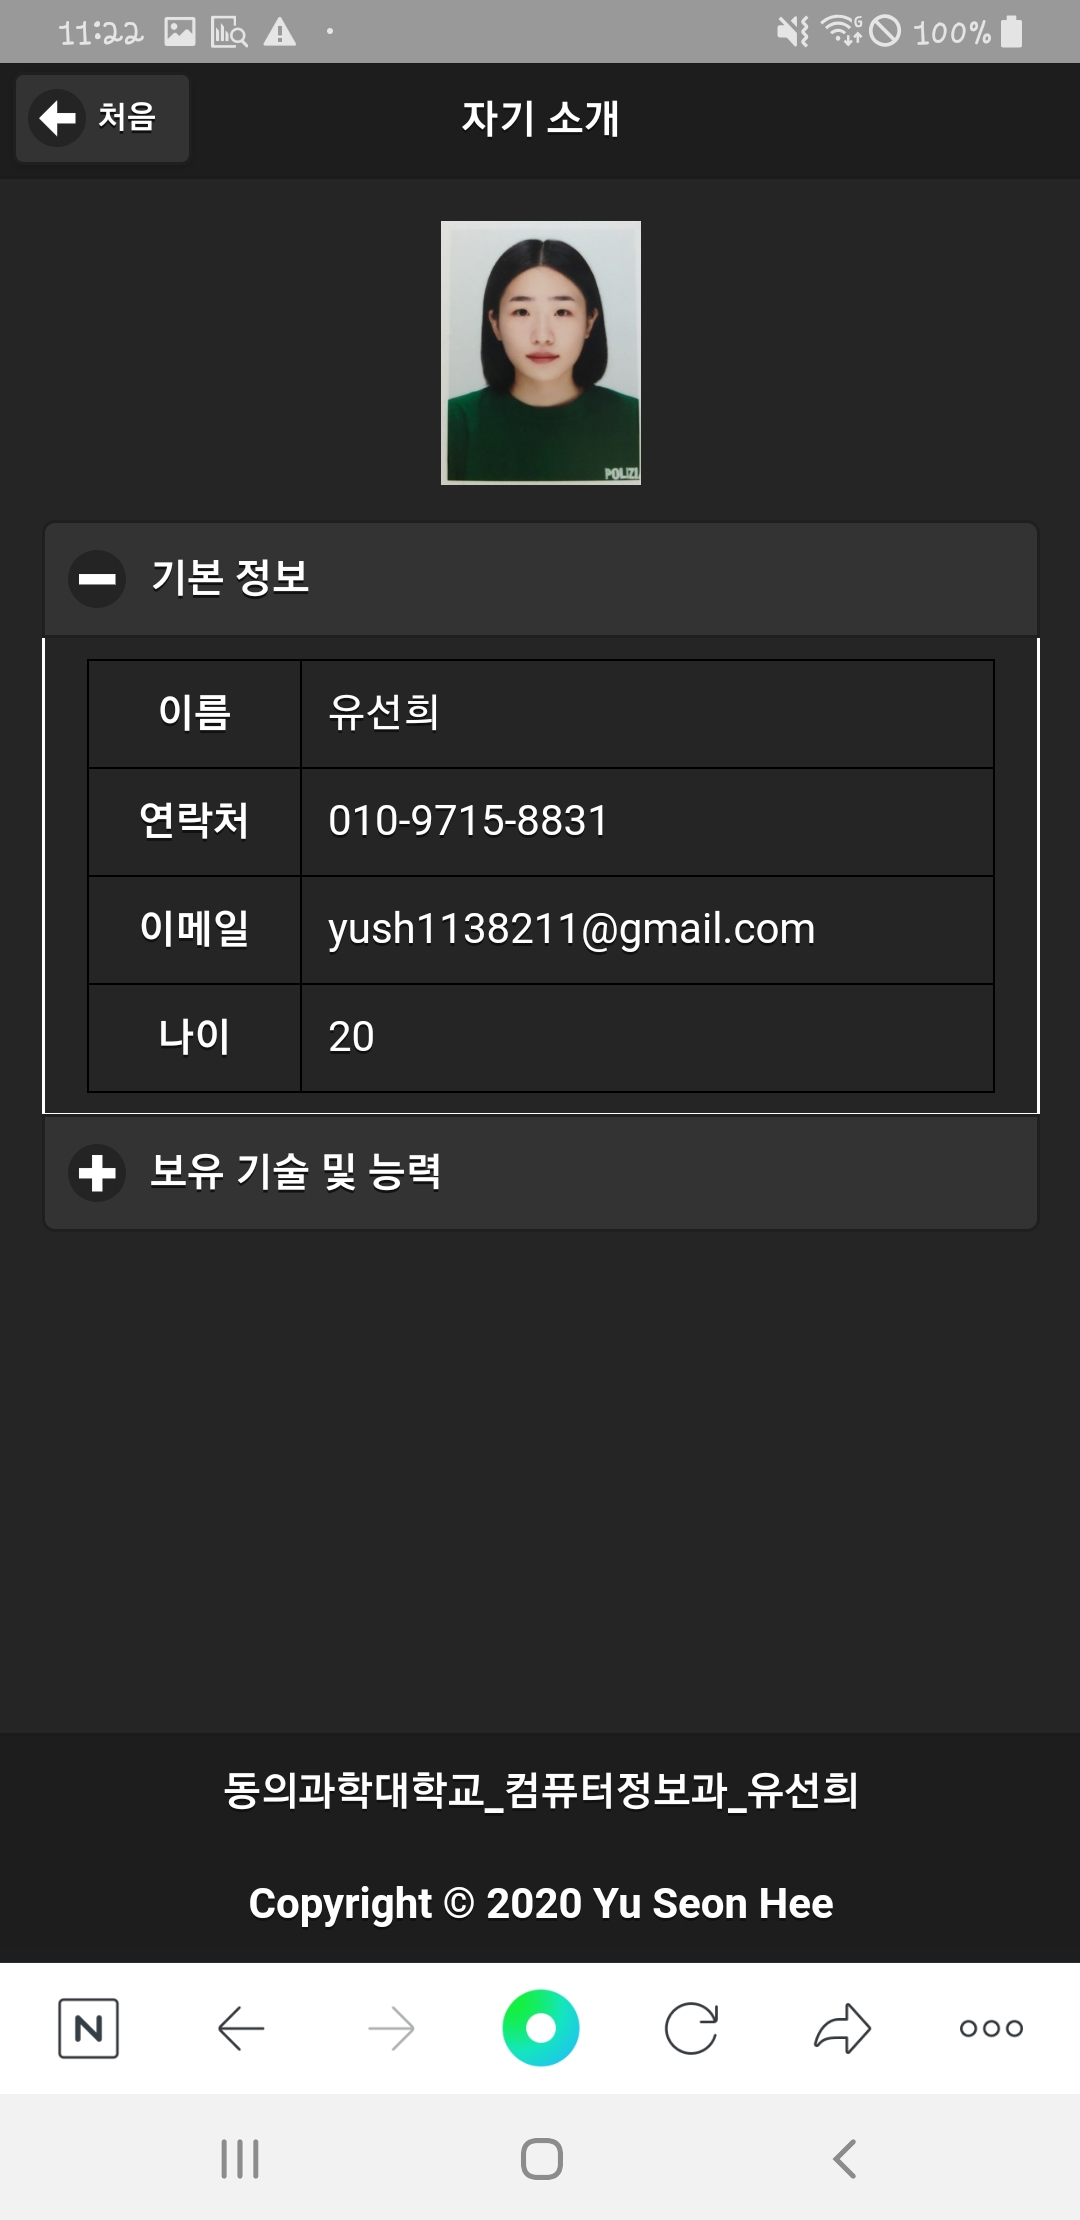 11:22 100%
처음
자기 소개
POLIZI
기본 정보
이름 유선희
연락처 010-9715-8831
이메일 yush1138211@gmail.com
나이 20
보유 기술 및 능력
동의과학대학교_컴퓨터정보과_유선희
Copyright © 2020 Yu Seon Hee
N